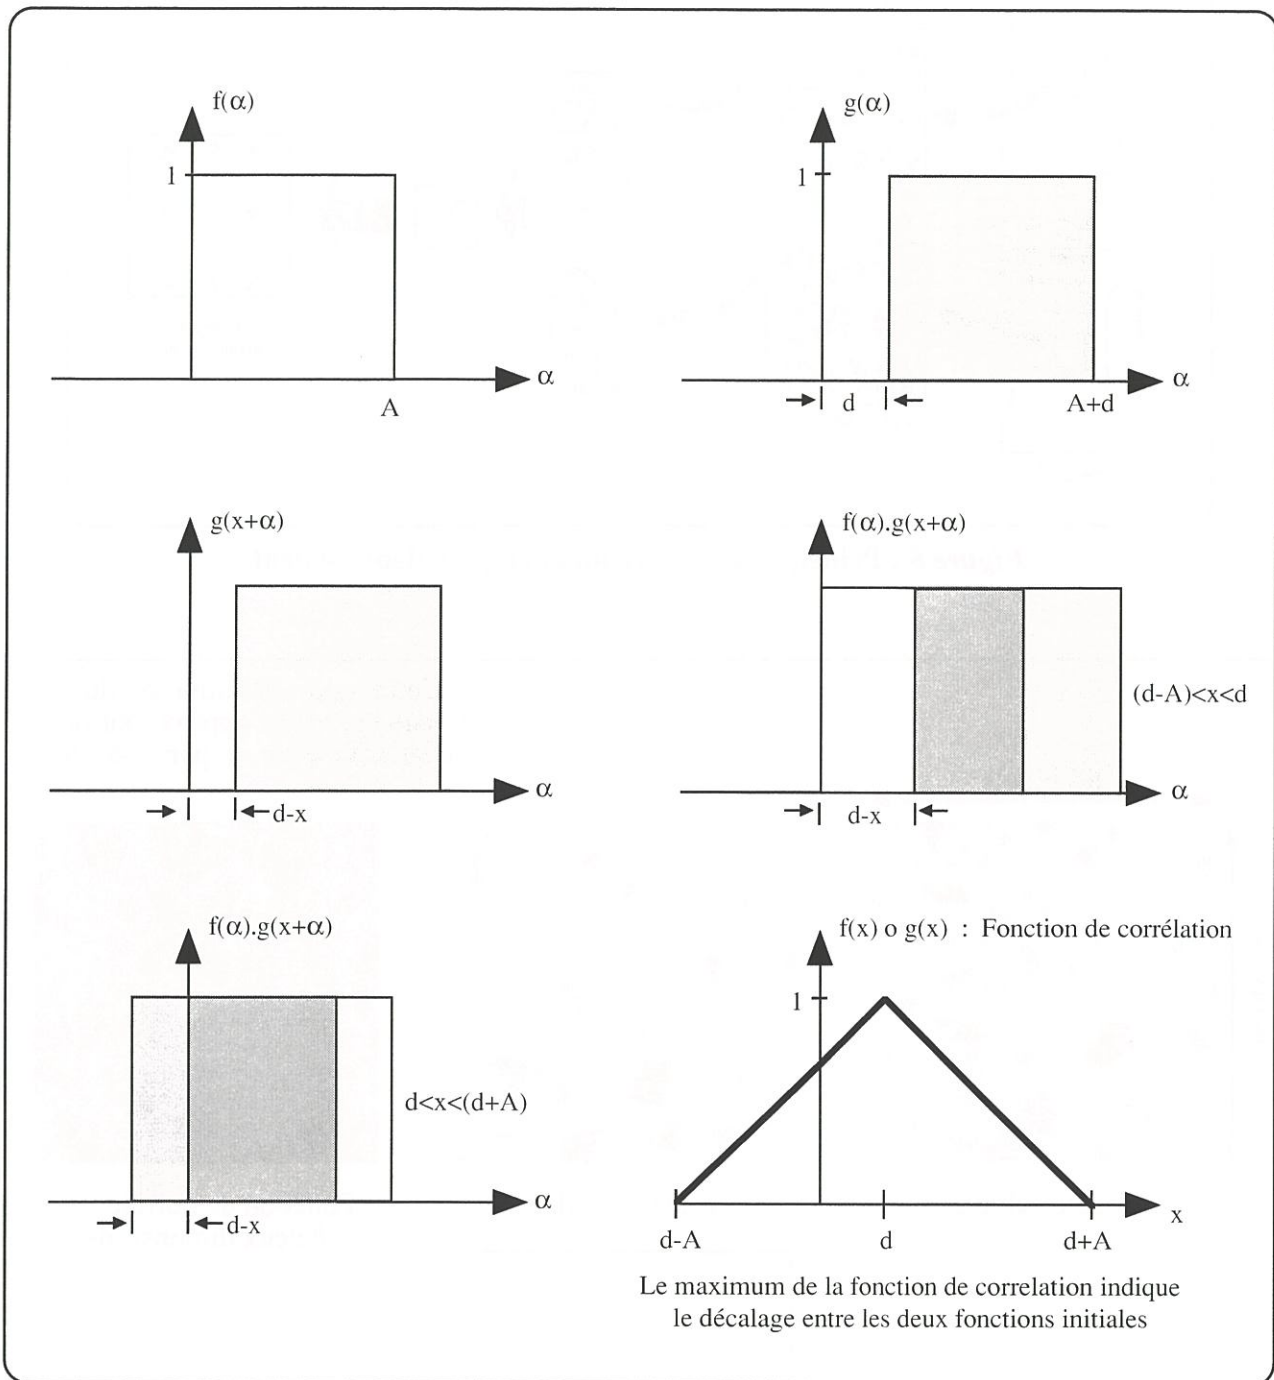 f(α)
1
α
A
g(α)
1
α
d
A+d
g(x+α)
α
d-x
f(α).g(x+α)
(d-A)<x<d
α
d-x
f(α).g(x+α)
d<x<(d+A)
α
d-x
f(x) o g(x) : Fonction de corrélation
1
x
d-A
d
d+A
Le maximum de la fonction de correlation indique
le décalage entre les deux fonctions initiales